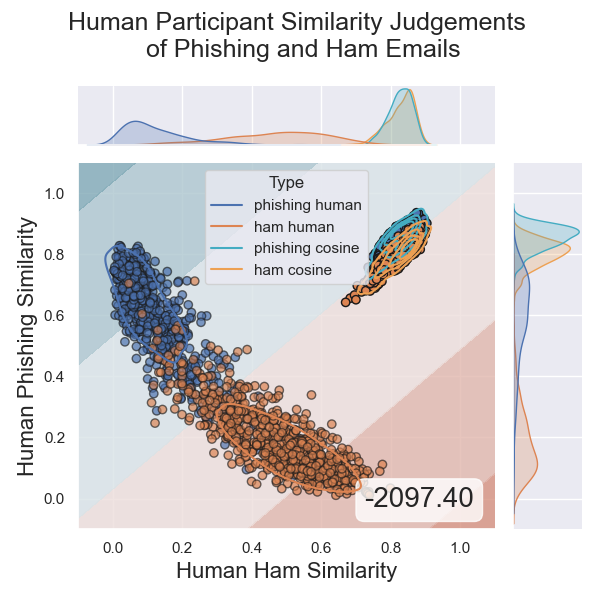 Human Participant Similarity Judgements
of Phishing and Ham Emails
Type
phishing human
ham human
phishing cosine
ham cosine
Human Phishing Similarity
1.0
0.8
0.6
0.4
0.2
0.0
-2097.40
0.0 0.2 0.4 0.6 0.8 1.0
Human Ham Similarity